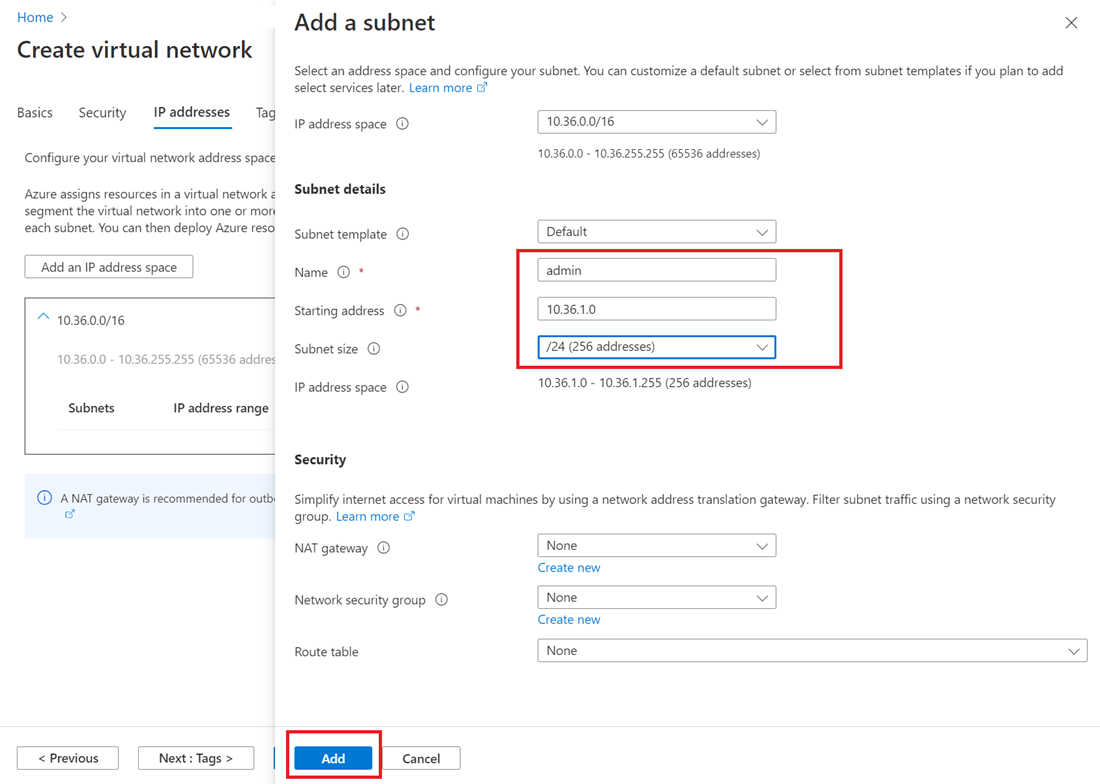 Home
Create virtual network
Basics
Security
IP addresses
Tag
Configure your virtual network address space
Azure assigns resources in a virtual network a
segment the virtual network into one or more
each subnet. You can then deploy Azure reso
Add an IP address space
10.36.0.0/16
10.36.0.0 - 10.36.255.255 (65536 addres
Subnets
IP address range
A NAT gateway is recommended for outb
< Previous
Next : Tags >
Add a subnet
Select an address space and configure your subnet. You can customize a default subnet or select from subnet templates if you plan to add
select services later. Learn more
IP address space
10.36.0.0/16
10.36.0.0 - 10.36.255.255 (65536 addresses)
Subnet details
Subnet template
Default
Name *
admin
Starting address *
10.36.1.0
Subnet size
/24 (256 addresses)
IP address space
10.36.1.0 - 10.36.1.255 (256 addresses)
Security
Simplify internet access for virtual machines by using a network address translation gateway. Filter subnet traffic using a network security
group. Learn more
NAT gateway
None
Create new
Network security group
None
Create new
Route table
None
Add
Cancel